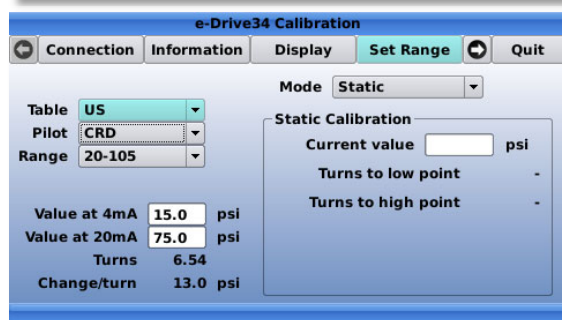 e-Drive34 Calibration
Connection Information Display Set Range Quit
Mode Static
Table US
Pilot CRD
Range 20-105
Static Calibration
Current value psi
Turns to low point -
Turns to high point -
Value at 4mA 15.0 psi
Value at 20mA 75.0 psi
Turns 6.54
Change/turn 13.0 psi